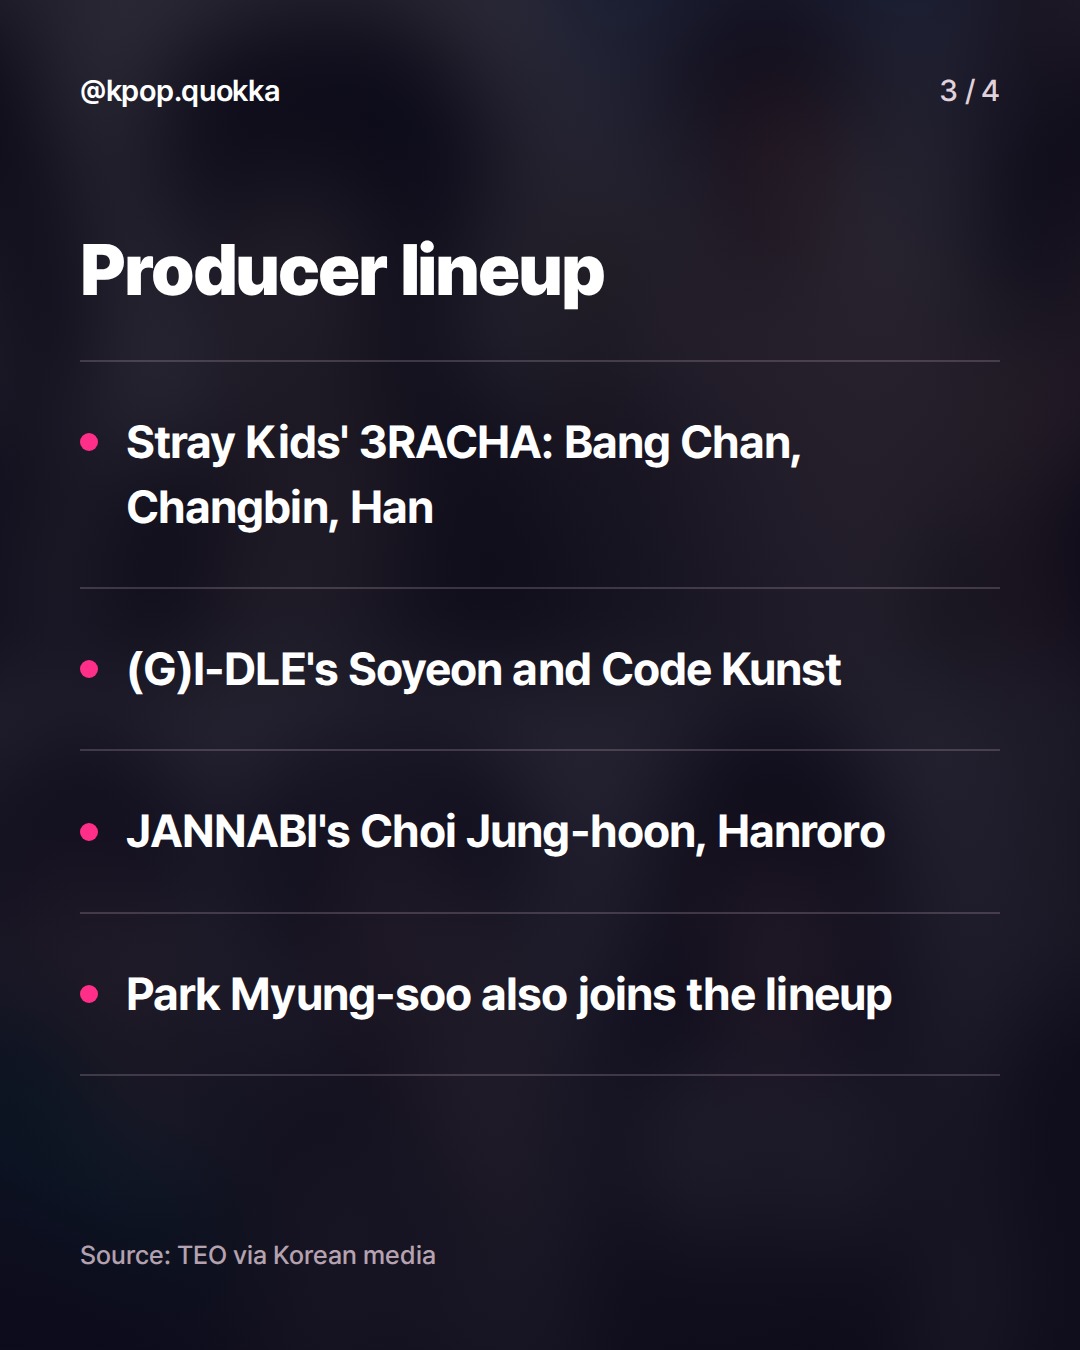 @kpop.quokka
3 / 4
Producer lineup
Stray Kids' 3RACHA: Bang Chan,
Changbin, Han
(G)I-DLE's Soyeon and Code Kunst
JANNABI's Choi Jung-hoon, Hanroro
Park Myung-soo also joins the lineup
Source: TEO via Korean media